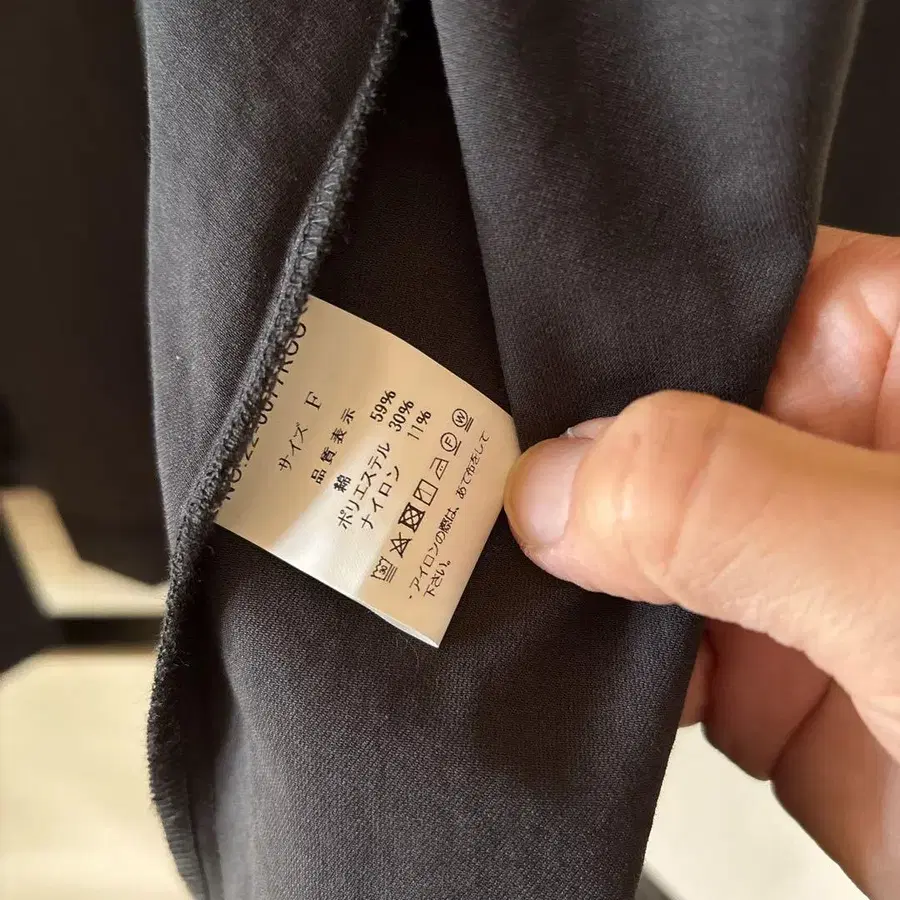 サイズ F
品質表示
綿 59%
ポリエステル 30%
ナイロン 11%
・アイロンの際は、あて布をして
下さい。